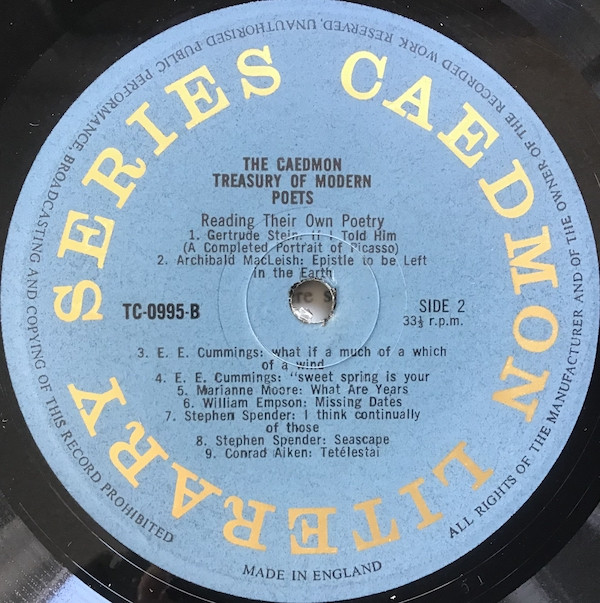 CAEDMON LITERARY SERIES
THE CAEDMON
TREASURY OF MODERN
POETS
Reading Their Own Poetry
1. Gertrude Stein: If I Told Him
(A Completed Portrait of Picasso)
2. Archibald MacLeish: Epistle to be Left
in the Earth
TC-0995-B
SIDE 2
33⅓ r.p.m.
3. E. E. Cummings: what if a much of a which
of a wind
4. E. E. Cummings: "sweet spring is your
5. Marianne Moore: What Are Years
6. William Empson: Missing Dates
7. Stephen Spender: I think continually
of those
8. Stephen Spender: Seascape
9. Conrad Aiken: Tetélestai
ALL RIGHTS OF THE MANUFACTURER AND OF THE OWNER OF THE RECORDED WORK RESERVED, UNAUTHORISED PUBLIC PERFORMANCE, BROADCASTING AND COPYING OF THIS RECORD PROHIBITED
MADE IN ENGLAND